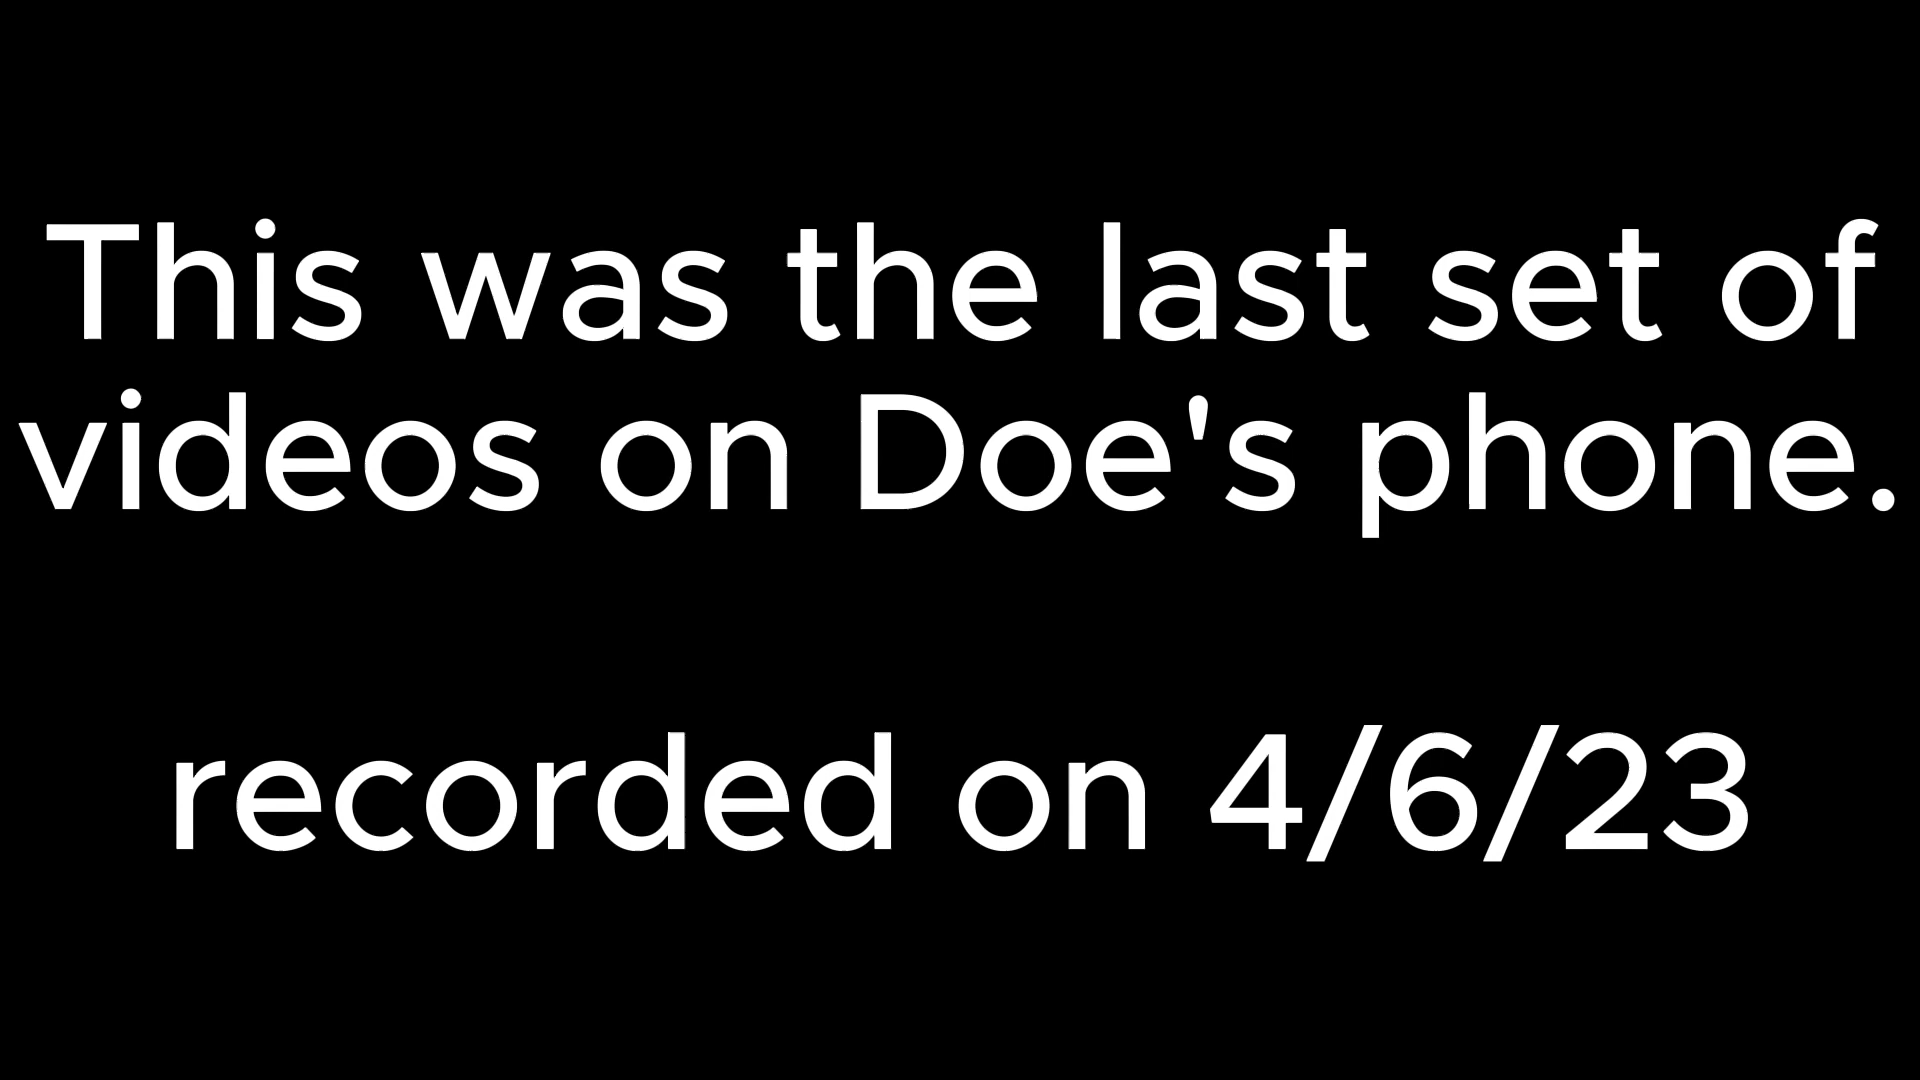 This was the last set of
videos on Doe's phone.
recorded on 4/6/23